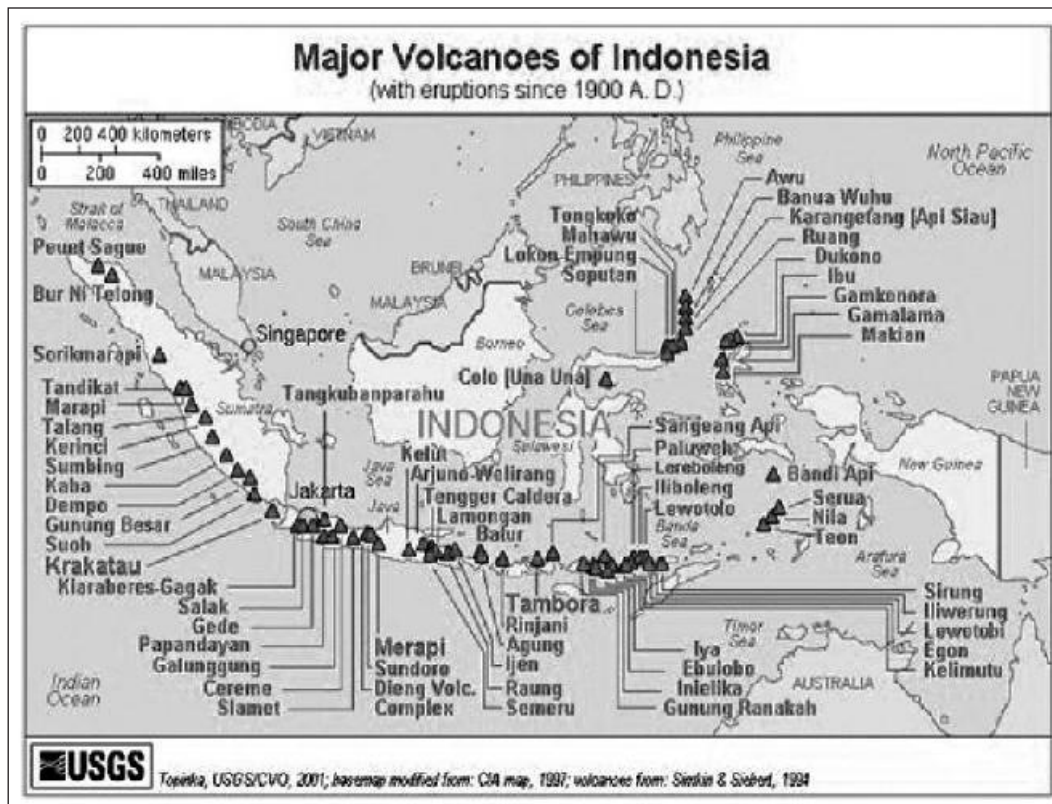 Major Volcanoes of Indonesia
(with eruptions since 1900 A. D.)
0 200 400 kilometers
0 200 400 miles
BODIA
VIETNAM
THAILAND
Strait of
Malacca
South China
Sea
PHILIPPINES
Philippine
Sea
North Pacific
Ocean
Awu
Banua Wuhu
Karangetang [Api Siau]
Ruang
Dukono
Ibu
Gamkonora
Gamalama
Makian
Tongkoko
Mahawu
Lokon Empung
Soputan
Peuet Sague
Bur Ni Telong
MALAYSIA
BRUNEI
MALAYSIA
Celebes
Sea
Singapore
Borneo
Sorikmarapi
Colo [Una Una]
PAPUA
NEW
GUINEA
Tandikat
Marapi
Talang
Kerinci
Sumbing
Kaba
Dempo
Gunung Besar
Suoh
Krakatau
Sumatra
Tangkubanparahu
INDONESIA
Sulawesi
Sangeang Api
Paluweh
Lereboleng
Iliboleng
Lewotolo
New Guinea
Bandi Api
Serua
Nila
Teon
Java
Sea
Jakarta
Java
Kelut
Arjuno-Welirang
Tengger Caldera
Lamongan
Batur
Banda
Sea
Arafura
Sea
Kiaraberes-Gagak
Salak
Gede
Papandayan
Galunggung
Cereme
Slamet
Merapi
Sundoro
Dieng Volc.
Complex
Tambora
Rinjani
Agung
Ijen
Raung
Semeru
Iya
Ebulobo
Inielika
Gunung Ranakah
Sirung
Iliwerung
Lewotobi
Egon
Kelimutu
Timor
Sea
AUSTRALIA
Indian
Ocean
USGS
Topinka, USGS/CVO, 2001; basemap modified from: CIA map, 1997; volcanoes from: Simkin & Siebert, 1994